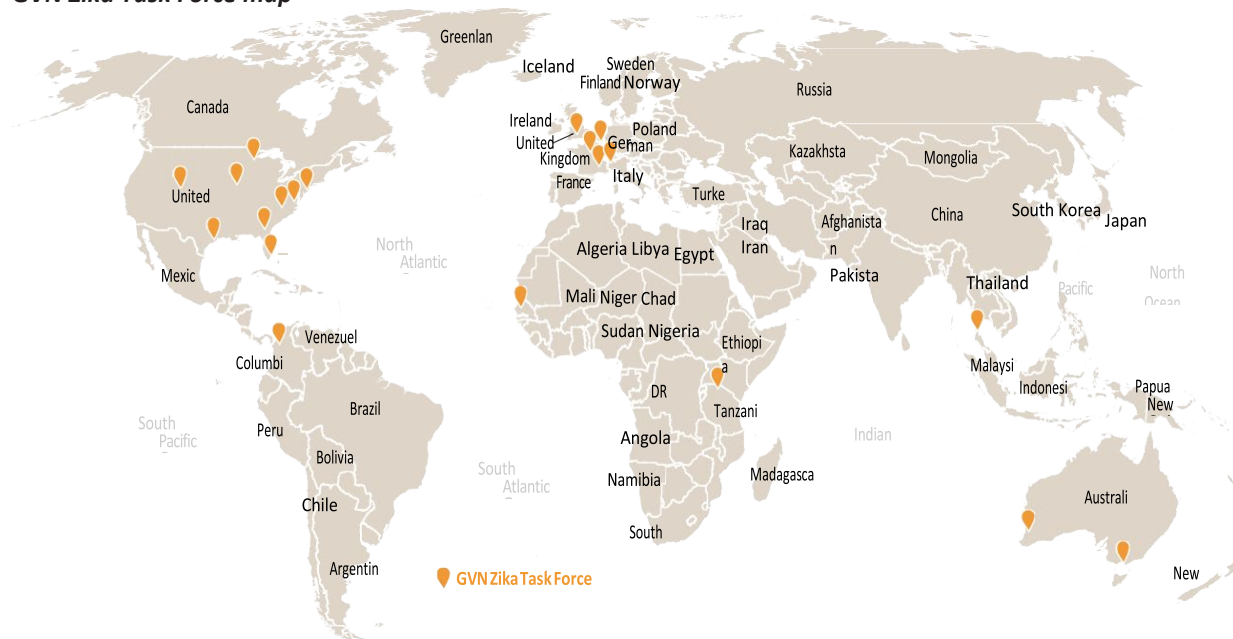 GVN Zika Task Force Map
Greenlan
Iceland
Sweden
Finland Norway
Russia
Canada
Ireland
United
Kingdom
Poland
German
Kazakhsta
Mongolia
France
Italy
Turke
United
China
South Korea
Japan
Afghanista
n
Iraq
Iran
Algeria Libya Egypt
North
Atlantic
Mexic
Pakista
Thailand
Pacific
North
Ocean
Mali Niger Chad
Sudan Nigeria
Ethiopi
a
Venezuel
Columbi
Malaysi
Indonesi
Papua
New
DR
Tanzani
Brazil
Peru
South
Pacific
Indian
Angola
Bolivia
South
Atlantic
Namibia
Madagasca
Chile
Australi
South
Argentin
New
GVN Zika Task Force